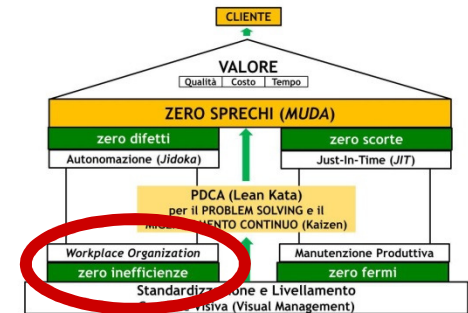 CLIENTE
VALORE
Qualità Costo Tempo
ZERO SPRECHI (MUDA)
zero difetti
zero scorte
Autonomazione (Jidoka)
Just-In-Time (JIT)
PDCA (Lean Kata)
per il PROBLEM SOLVING e il
MIGLIORAMENTO CONTINUO (Kaizen)
Workplace Organization
Manutenzione Produttiva
zero inefficienze
zero fermi
Standardizzazione e Livellamento
Visiva (Visual Management)